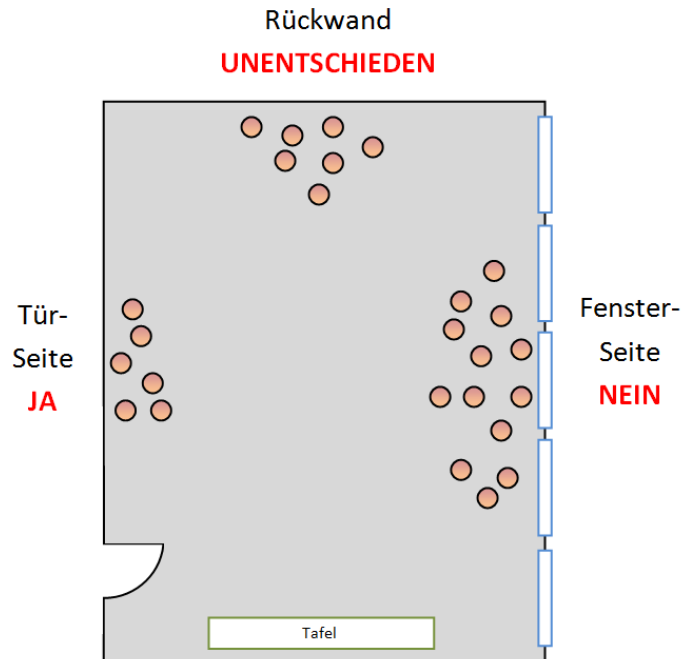 Rückwand
UNENTSCHIEDEN
Tür-
Seite
JA
Fenster-
Seite
NEIN
Tafel